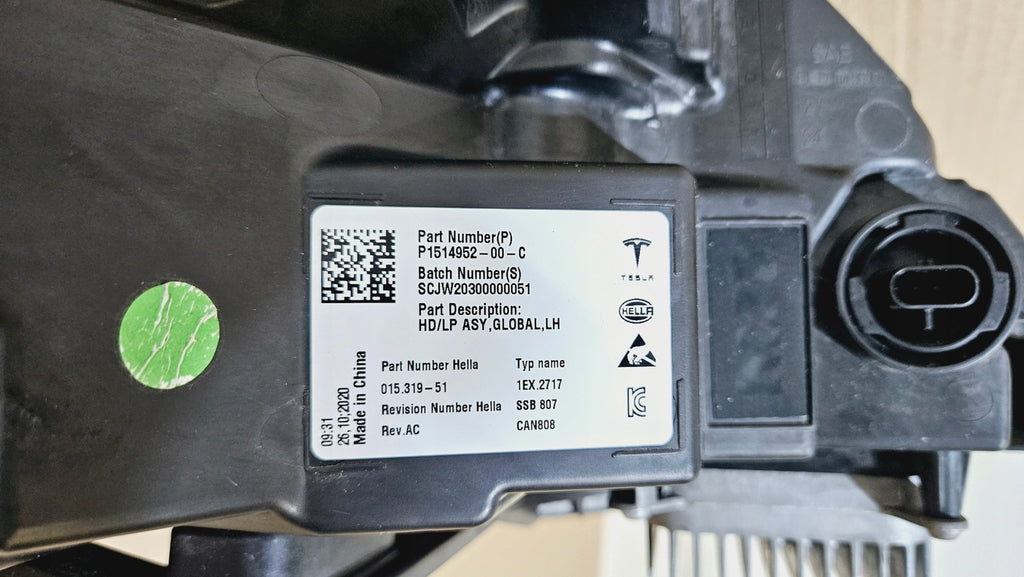 Part Number(P)
P1514952-00-C
Batch Number(S)
SCJW20300000051
Part Description:
HD/LP ASY,GLOBAL,LH
TESLA
HELLA
Part Number Hella
Typ name
015.319-51
1EX.2717
Revision Number Hella
SSB 807
Rev.AC
CAN808
09:31
26,10;2020
Made in China